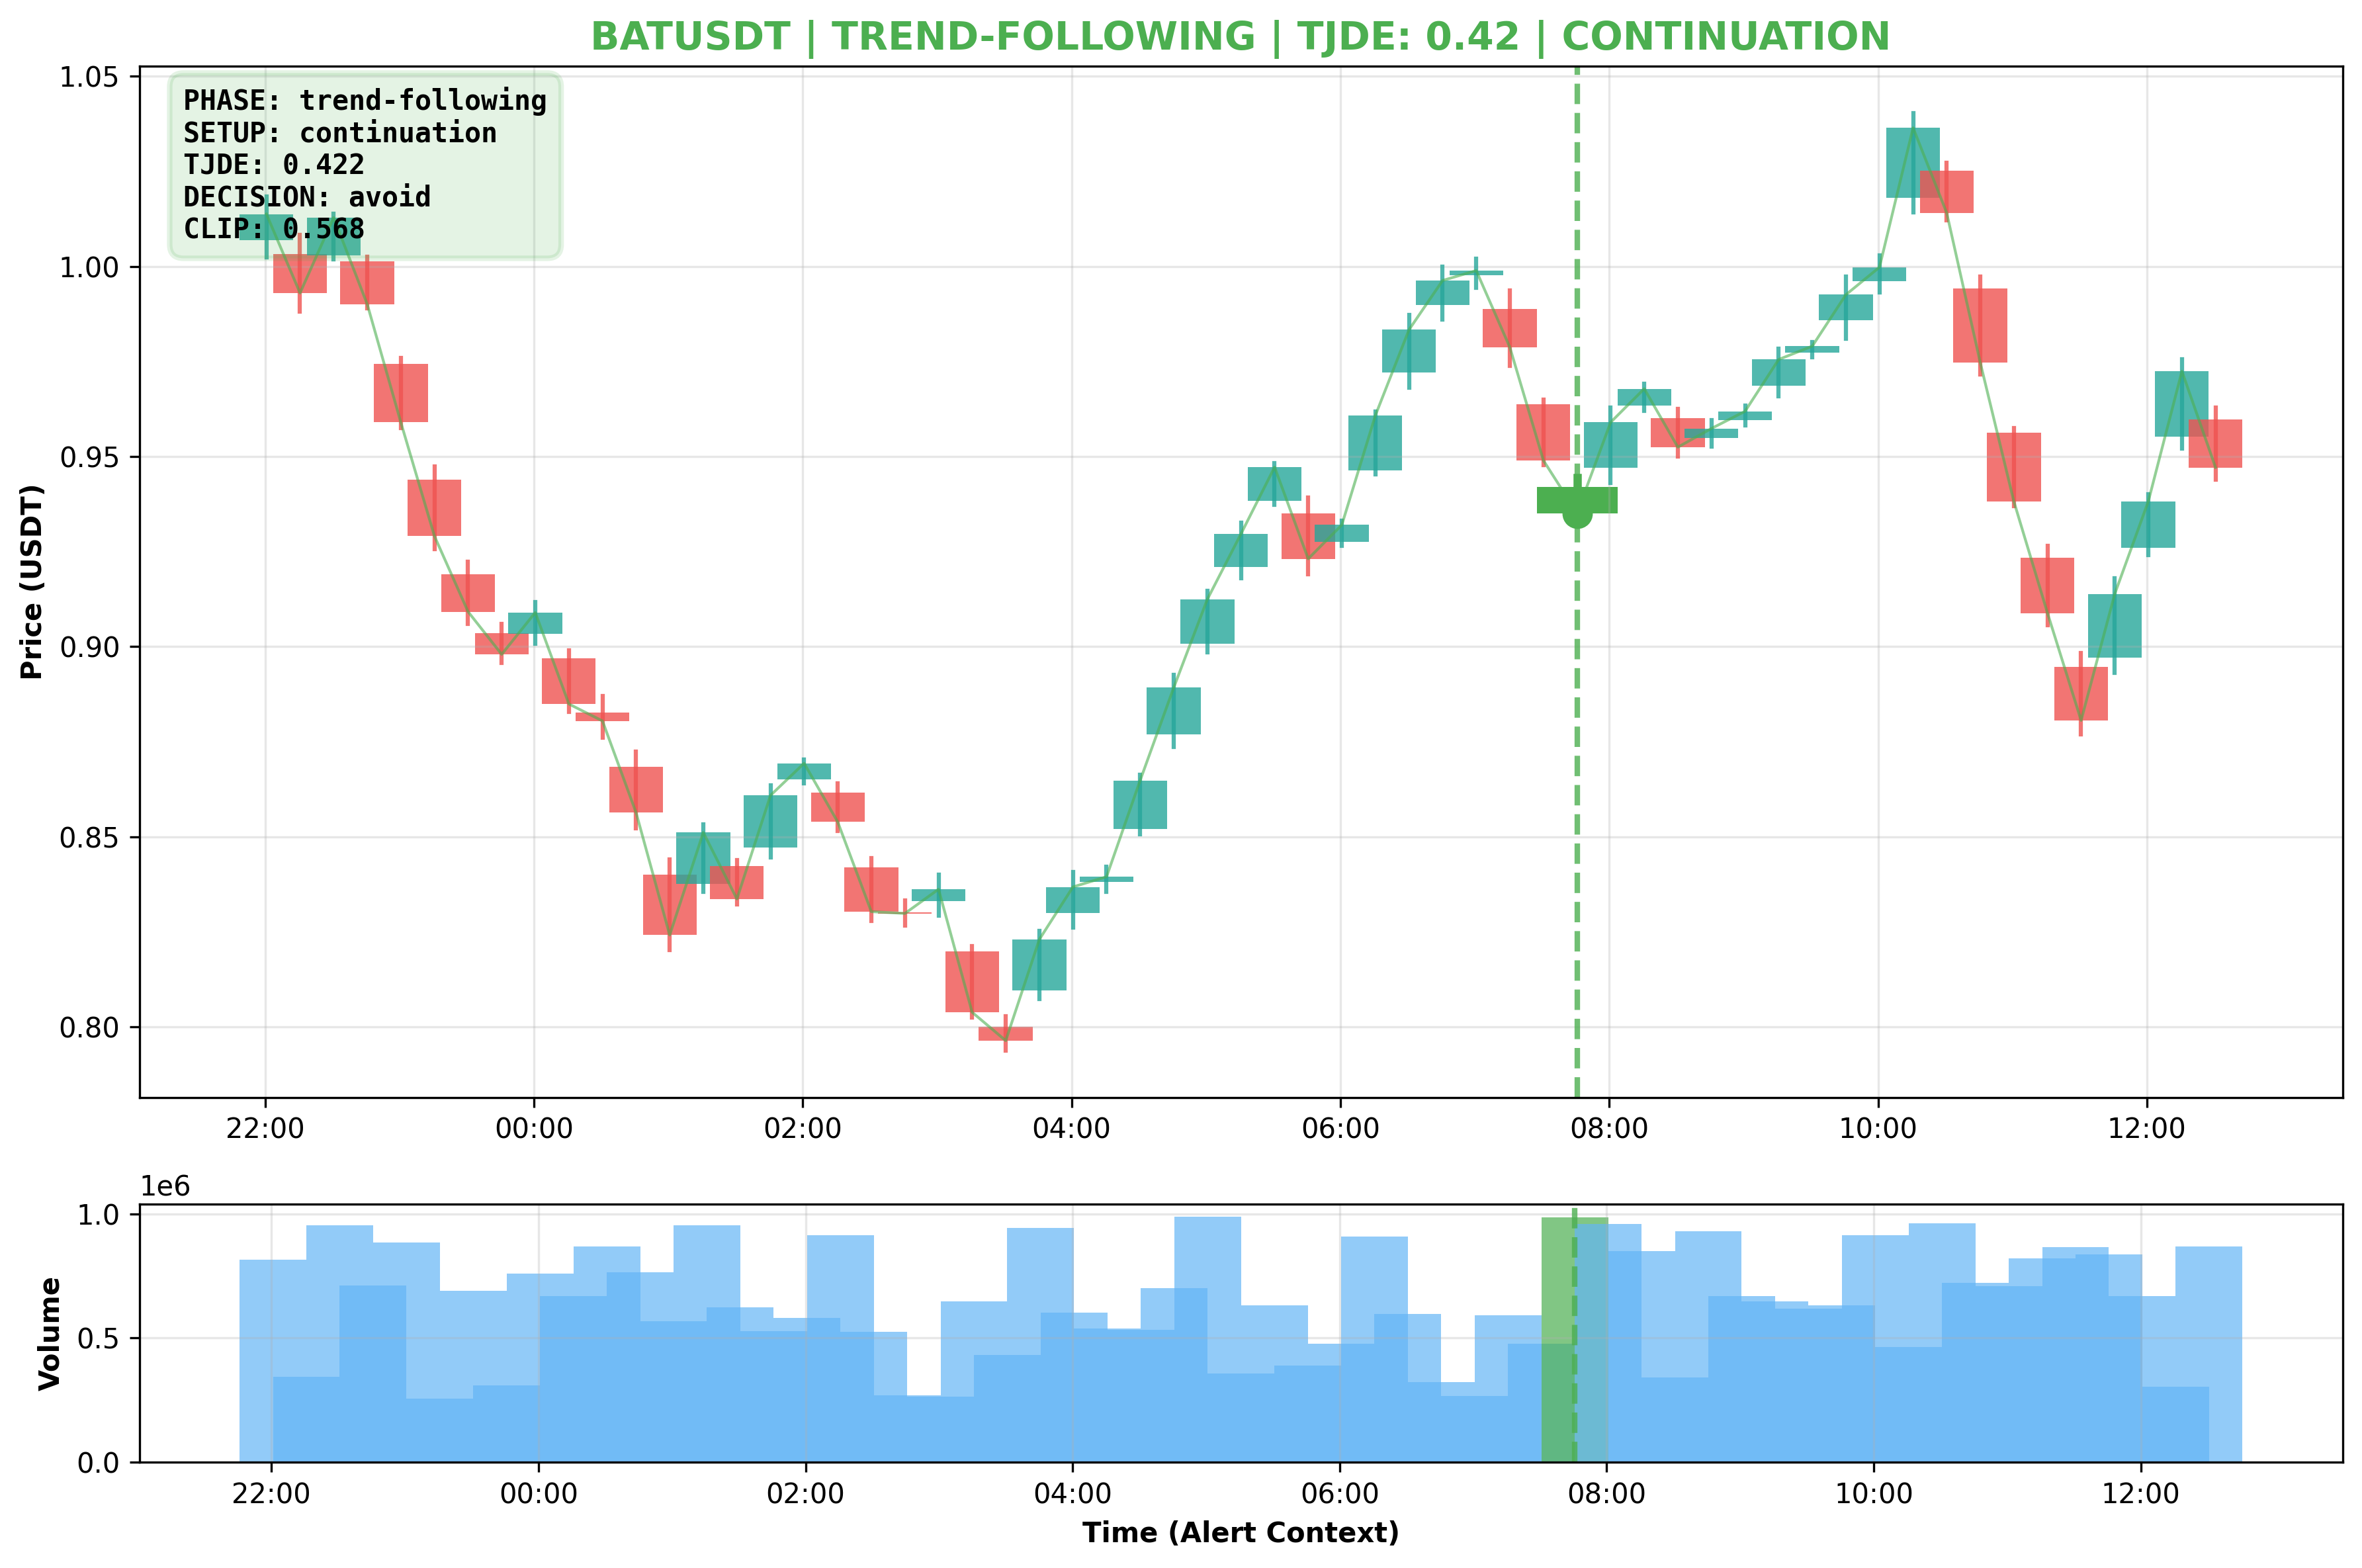 BATUSDT | TREND-FOLLOWING | TJDE: 0.42 | CONTINUATION
PHASE: trend-following
SETUP: continuation
TJDE: 0.422
DECISION: avoid
CLIP: 0.568
Price (USDT)
1.05
1.00
0.95
0.90
0.85
0.80
22:00 00:00 02:00 04:00 06:00 08:00 10:00 12:00
1e6
Volume
1.0
0.5
0.0
22:00 00:00 02:00 04:00 06:00 08:00 10:00 12:00
Time (Alert Context)